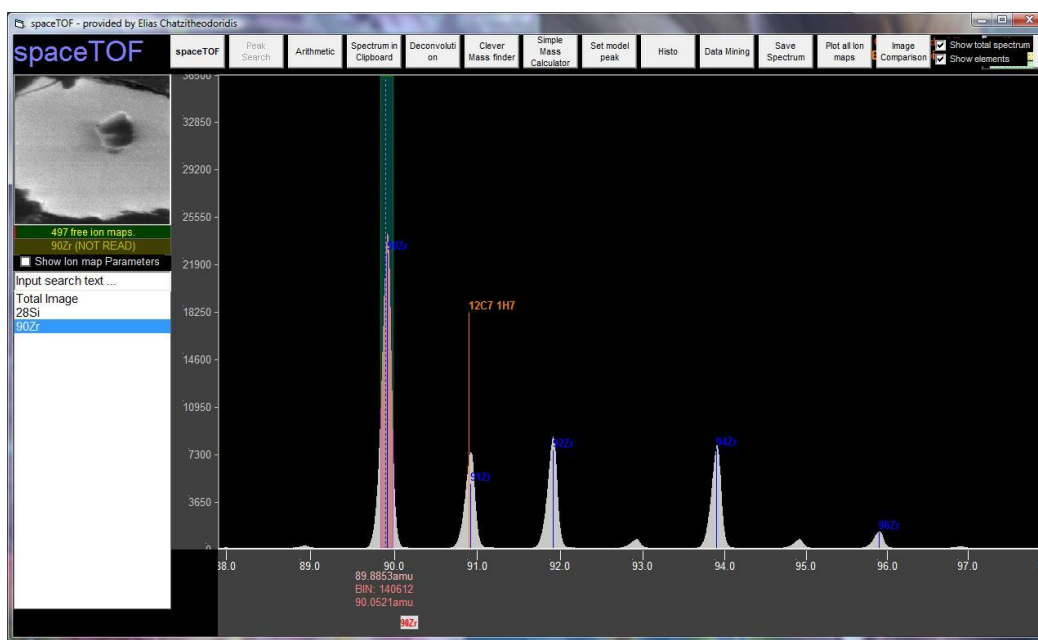 spaceTOF - provided by Elias Chatzitheodoridis
spaceTOF
spaceTOF
Peak
Search
Arithmetic
Spectrum in
Clipboard
Deconvoluti
on
Clever
Mass finder
Simple
Mass
Calculator
Set model
peak
Histo
Data Mining
Save
Spectrum
Plot all Ion
maps
Image
Comparison
Show total spectrum
Show elements
497 free ion maps.
90Zr (NOT READ)
Show Ion map Parameters
Input search text ...
Total Image
28Si
90Zr
36500
32850
29200
25550
21900
18250
14600
10950
7300
3650
90Zr
12C7 1H7
91Zr
92Zr
94Zr
96Zr
89.0
90.0
91.0
92.0
93.0
94.0
95.0
96.0
97.0
89.8853amu
BIN: 140612
90.0521amu
90Zr